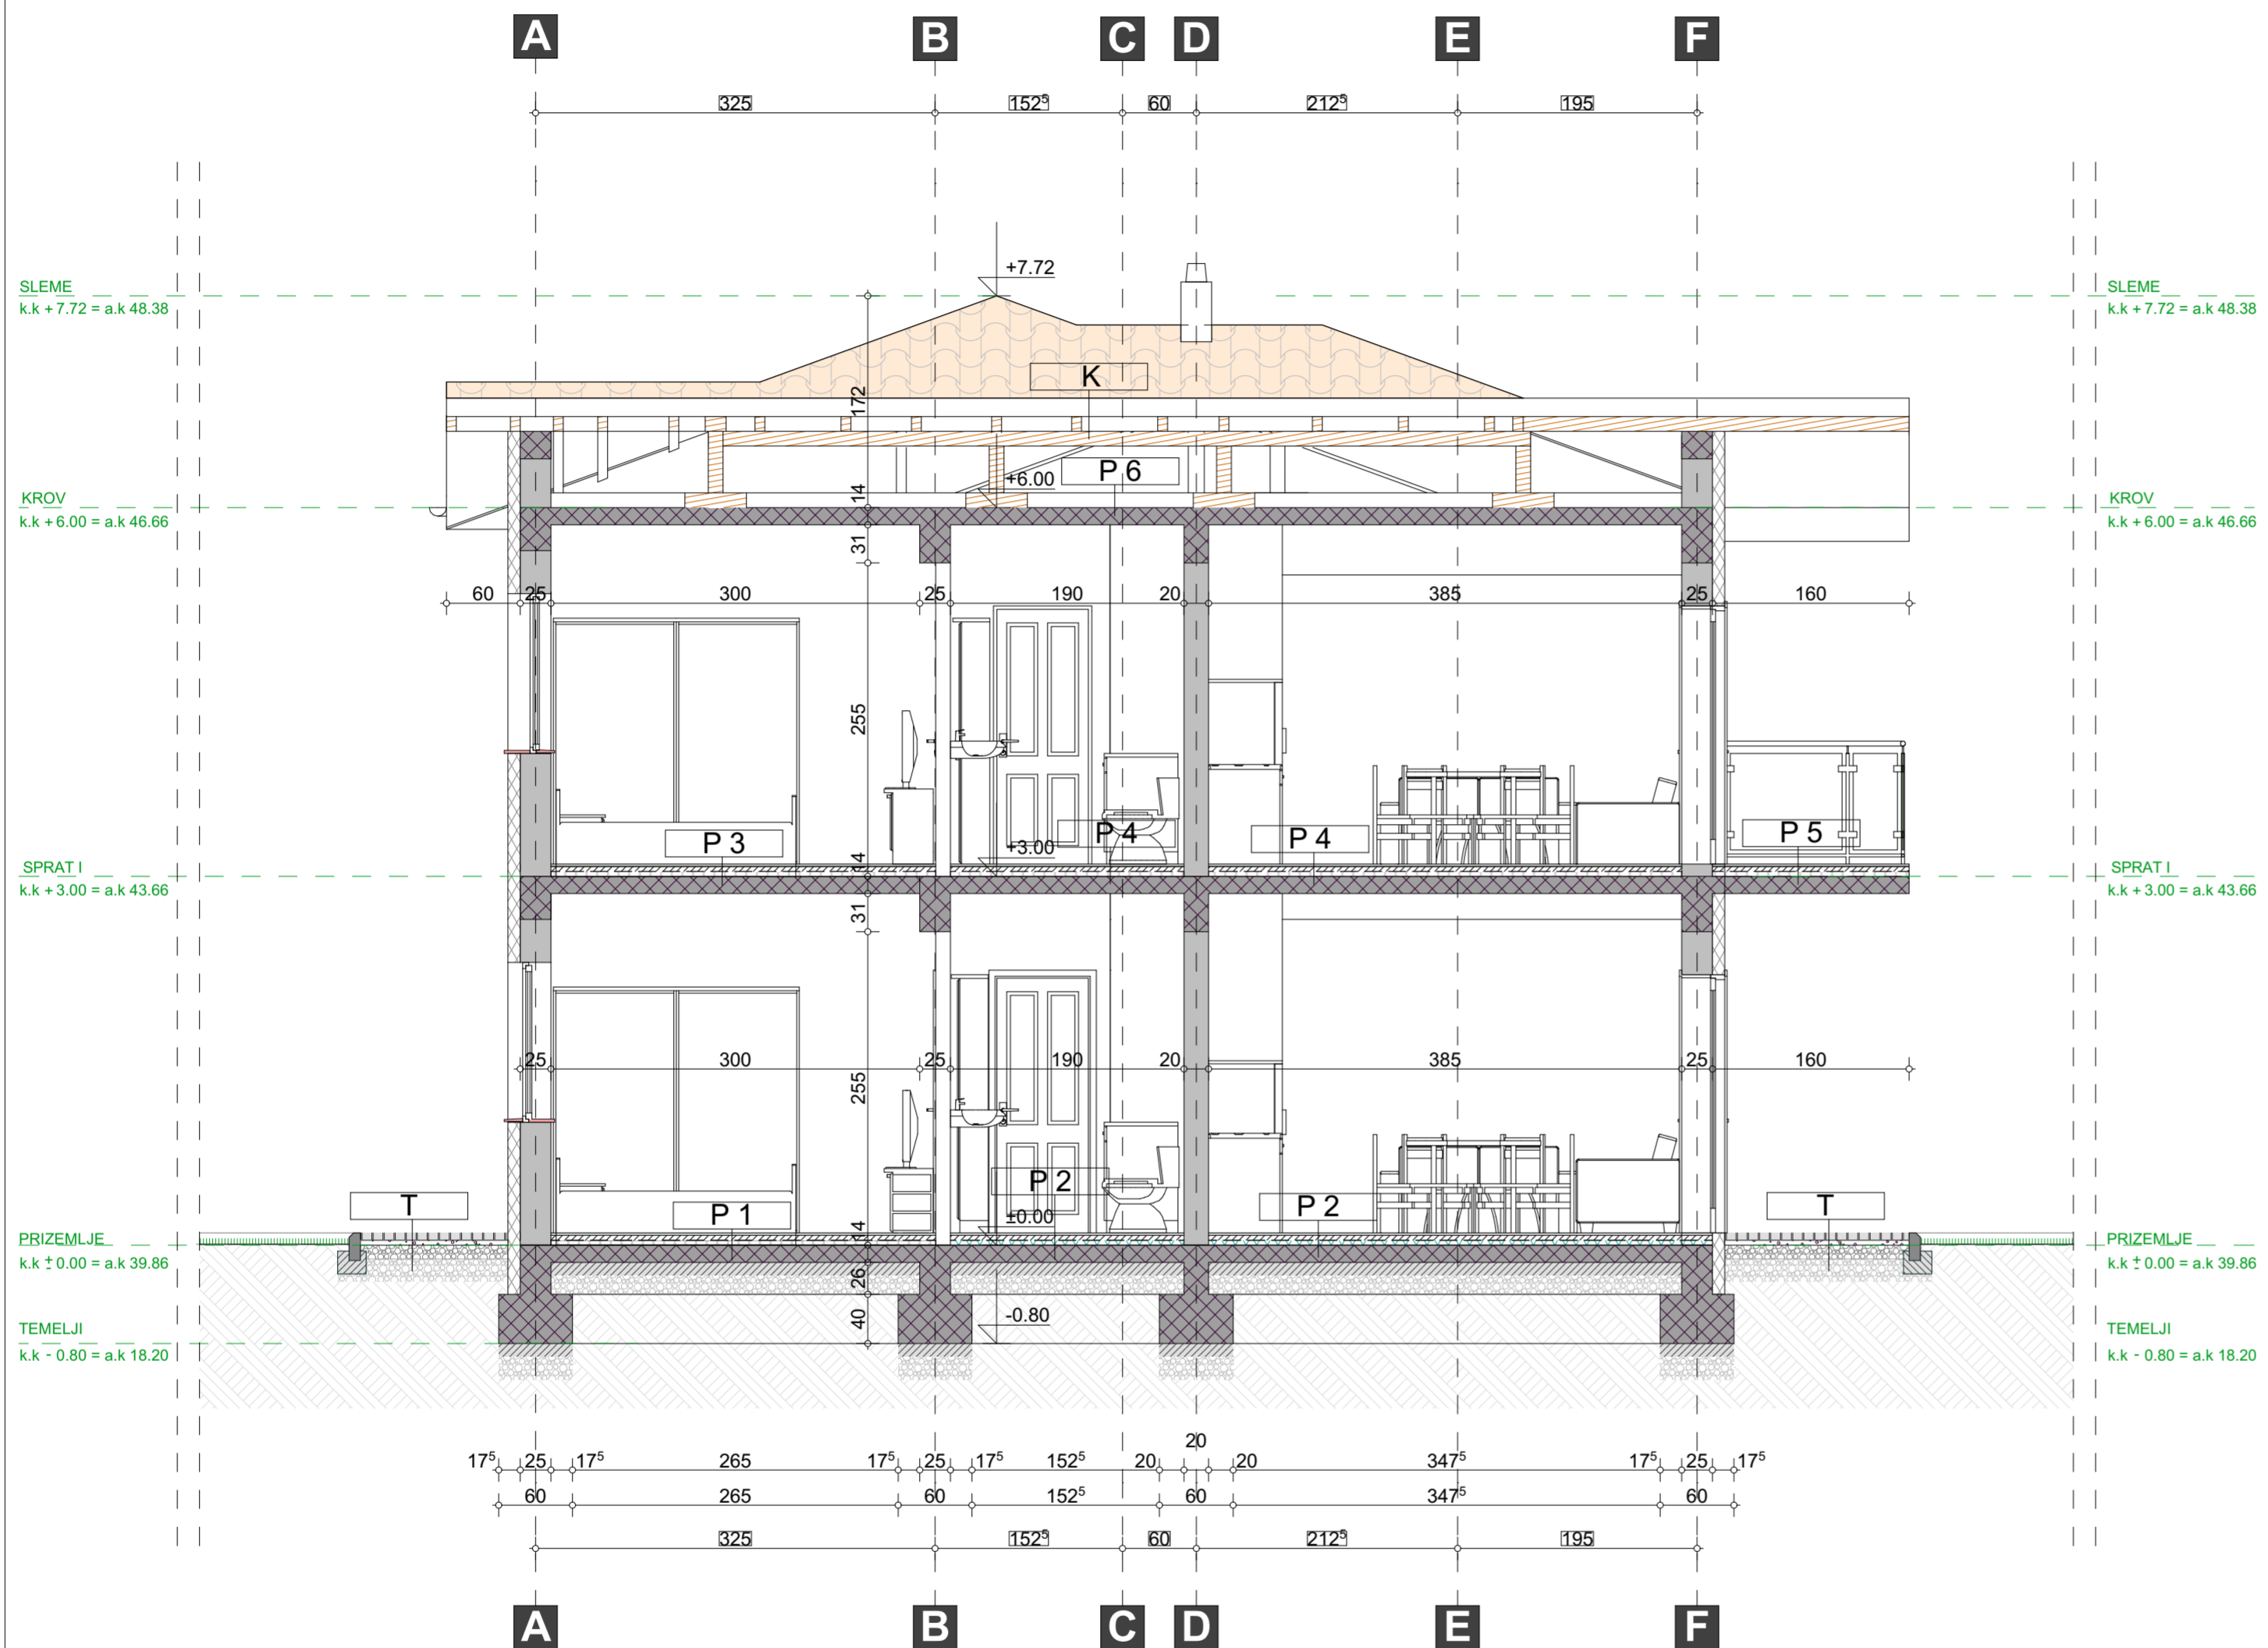 A B C D E F
325 152⁵ 60 212⁵ 195
+7.72
SLEME SLEME
k.k + 7.72 = a.k 48.38 k.k + 7.72 = a.k 48.38
K
172
P 6
+6.00
14
KROV KROV
k.k + 6.00 = a.k 46.66 k.k + 6.00 = a.k 46.66
31
60 25 300 25 190 20 385 25 160
255
P 3 P 4 P 4 P 5
+3.00
14
SPRAT I SPRAT I
k.k + 3.00 = a.k 43.66 k.k + 3.00 = a.k 43.66
31
25 300 25 190 20 385 25 160
255
T P 1 P 2 P 2 T
±0.00
14
PRIZEMLJE PRIZEMLJE
k.k ± 0.00 = a.k 39.86 k.k ± 0.00 = a.k 39.86
26
-0.80
40
TEMELJI TEMELJI
k.k - 0.80 = a.k 18.20 k.k - 0.80 = a.k 18.20
20
17⁵ 25 17⁵ 265 17⁵ 25 17⁵ 152⁵ 20 20 347⁵ 17⁵ 25 17⁵
60 265 60 152⁵ 60 347⁵ 60
325 152⁵ 60 212⁵ 195
A B C D E F